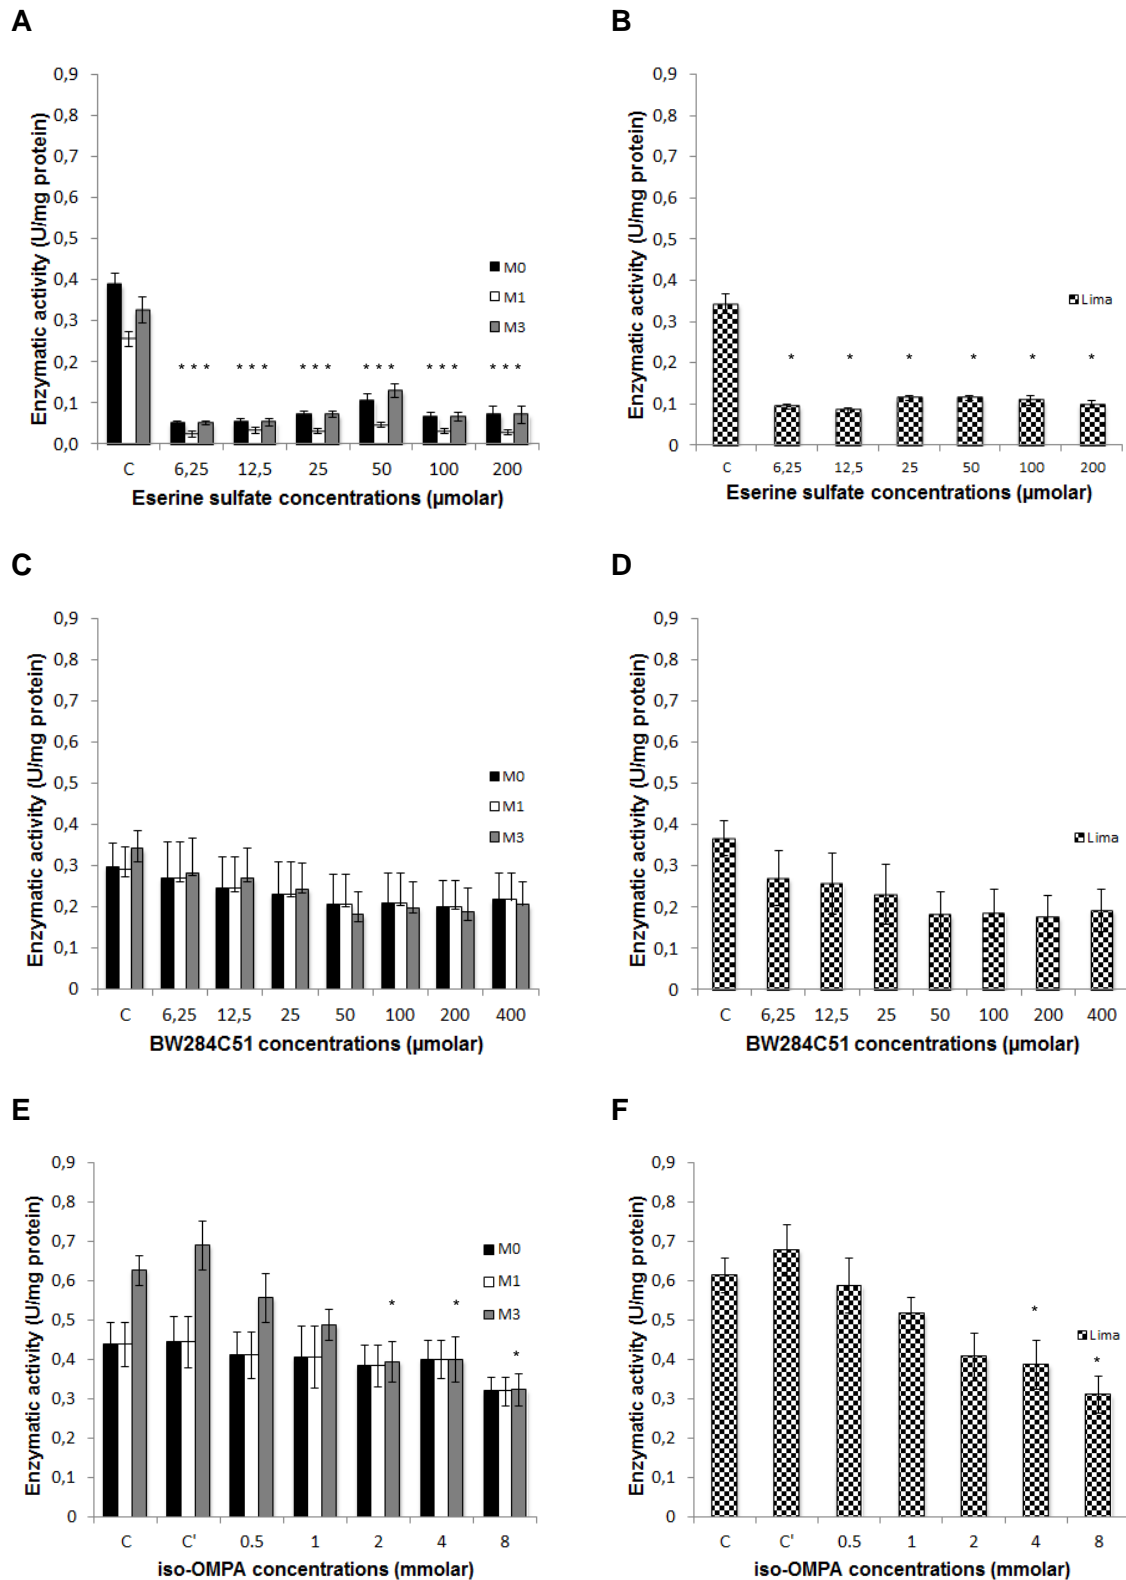 A
Enzymatic activity (U/mg protein)
0,9
0,8
0,7
0,6
0,5
0,4
0,3
0,2
0,1
0,0
* * * * * * * * * * * * * * * * * *
M0
M1
M3
C 6,25 12,5 25 50 100 200
Eserine sulfate concentrations (µmolar)
B
Enzymatic activity (U/mg protein)
0,9
0,8
0,7
0,6
0,5
0,4
0,3
0,2
0,1
0
* * * * * *
Lima
C 6,25 12,5 25 50 100 200
Eserine sulfate concentrations (µmolar)
C
Enzymatic activity (U/mg protein)
0,9
0,8
0,7
0,6
0,5
0,4
0,3
0,2
0,1
0
M0
M1
M3
C 6,25 12,5 25 50 100 200 400
BW284C51 concentrations (µmolar)
D
Enzymatic activity (U/mg protein)
0,9
0,8
0,7
0,6
0,5
0,4
0,3
0,2
0,1
0
Lima
C 6,25 12,5 25 50 100 200 400
BW284C51 concentrations (µmolar)
E
Enzymatic activity (U/mg protein)
0,9
0,8
0,7
0,6
0,5
0,4
0,3
0,2
0,1
0
M0
M1
M3
* * *
C C' 0.5 1 2 4 8
iso-OMPA concentrations (mmolar)
F
Enzymatic activity (U/mg protein)
0,9
0,8
0,7
0,6
0,5
0,4
0,3
0,2
0,1
0
* *
Lima
C C' 0.5 1 2 4 8
iso-OMPA concentrations (mmolar)